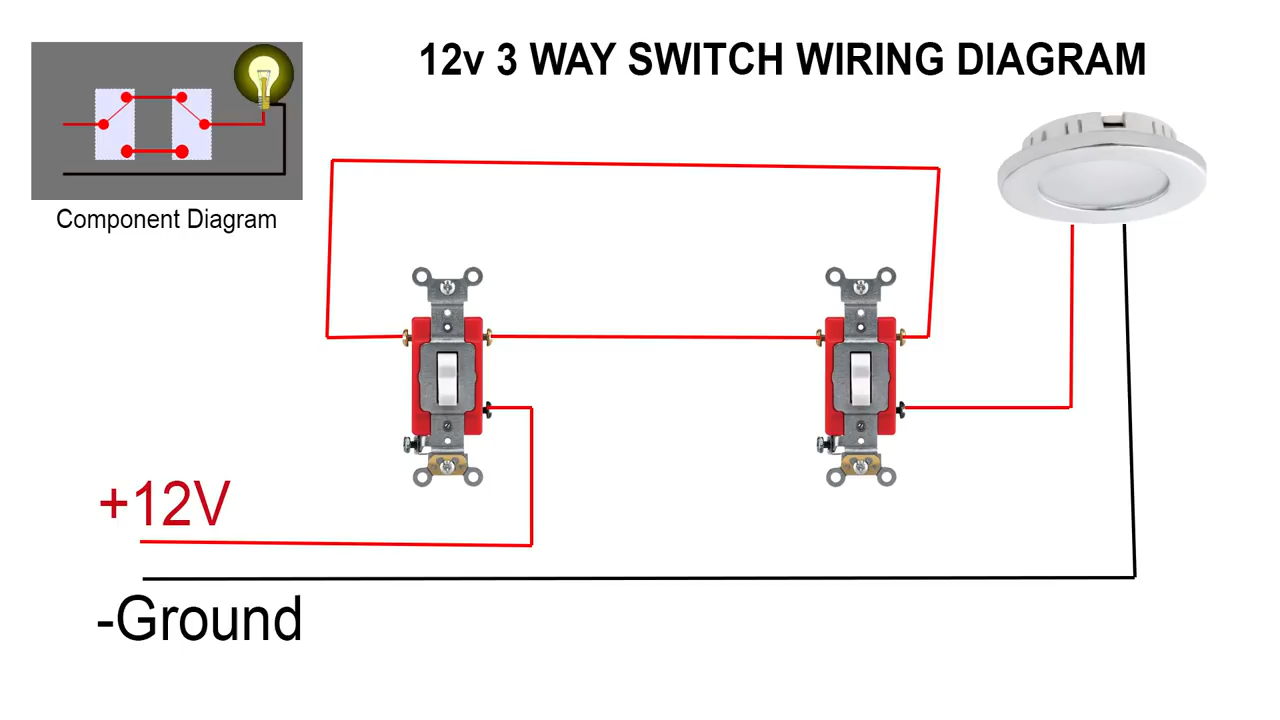 12v 3 WAY SWITCH WIRING DIAGRAM
Component Diagram
+12V
-Ground